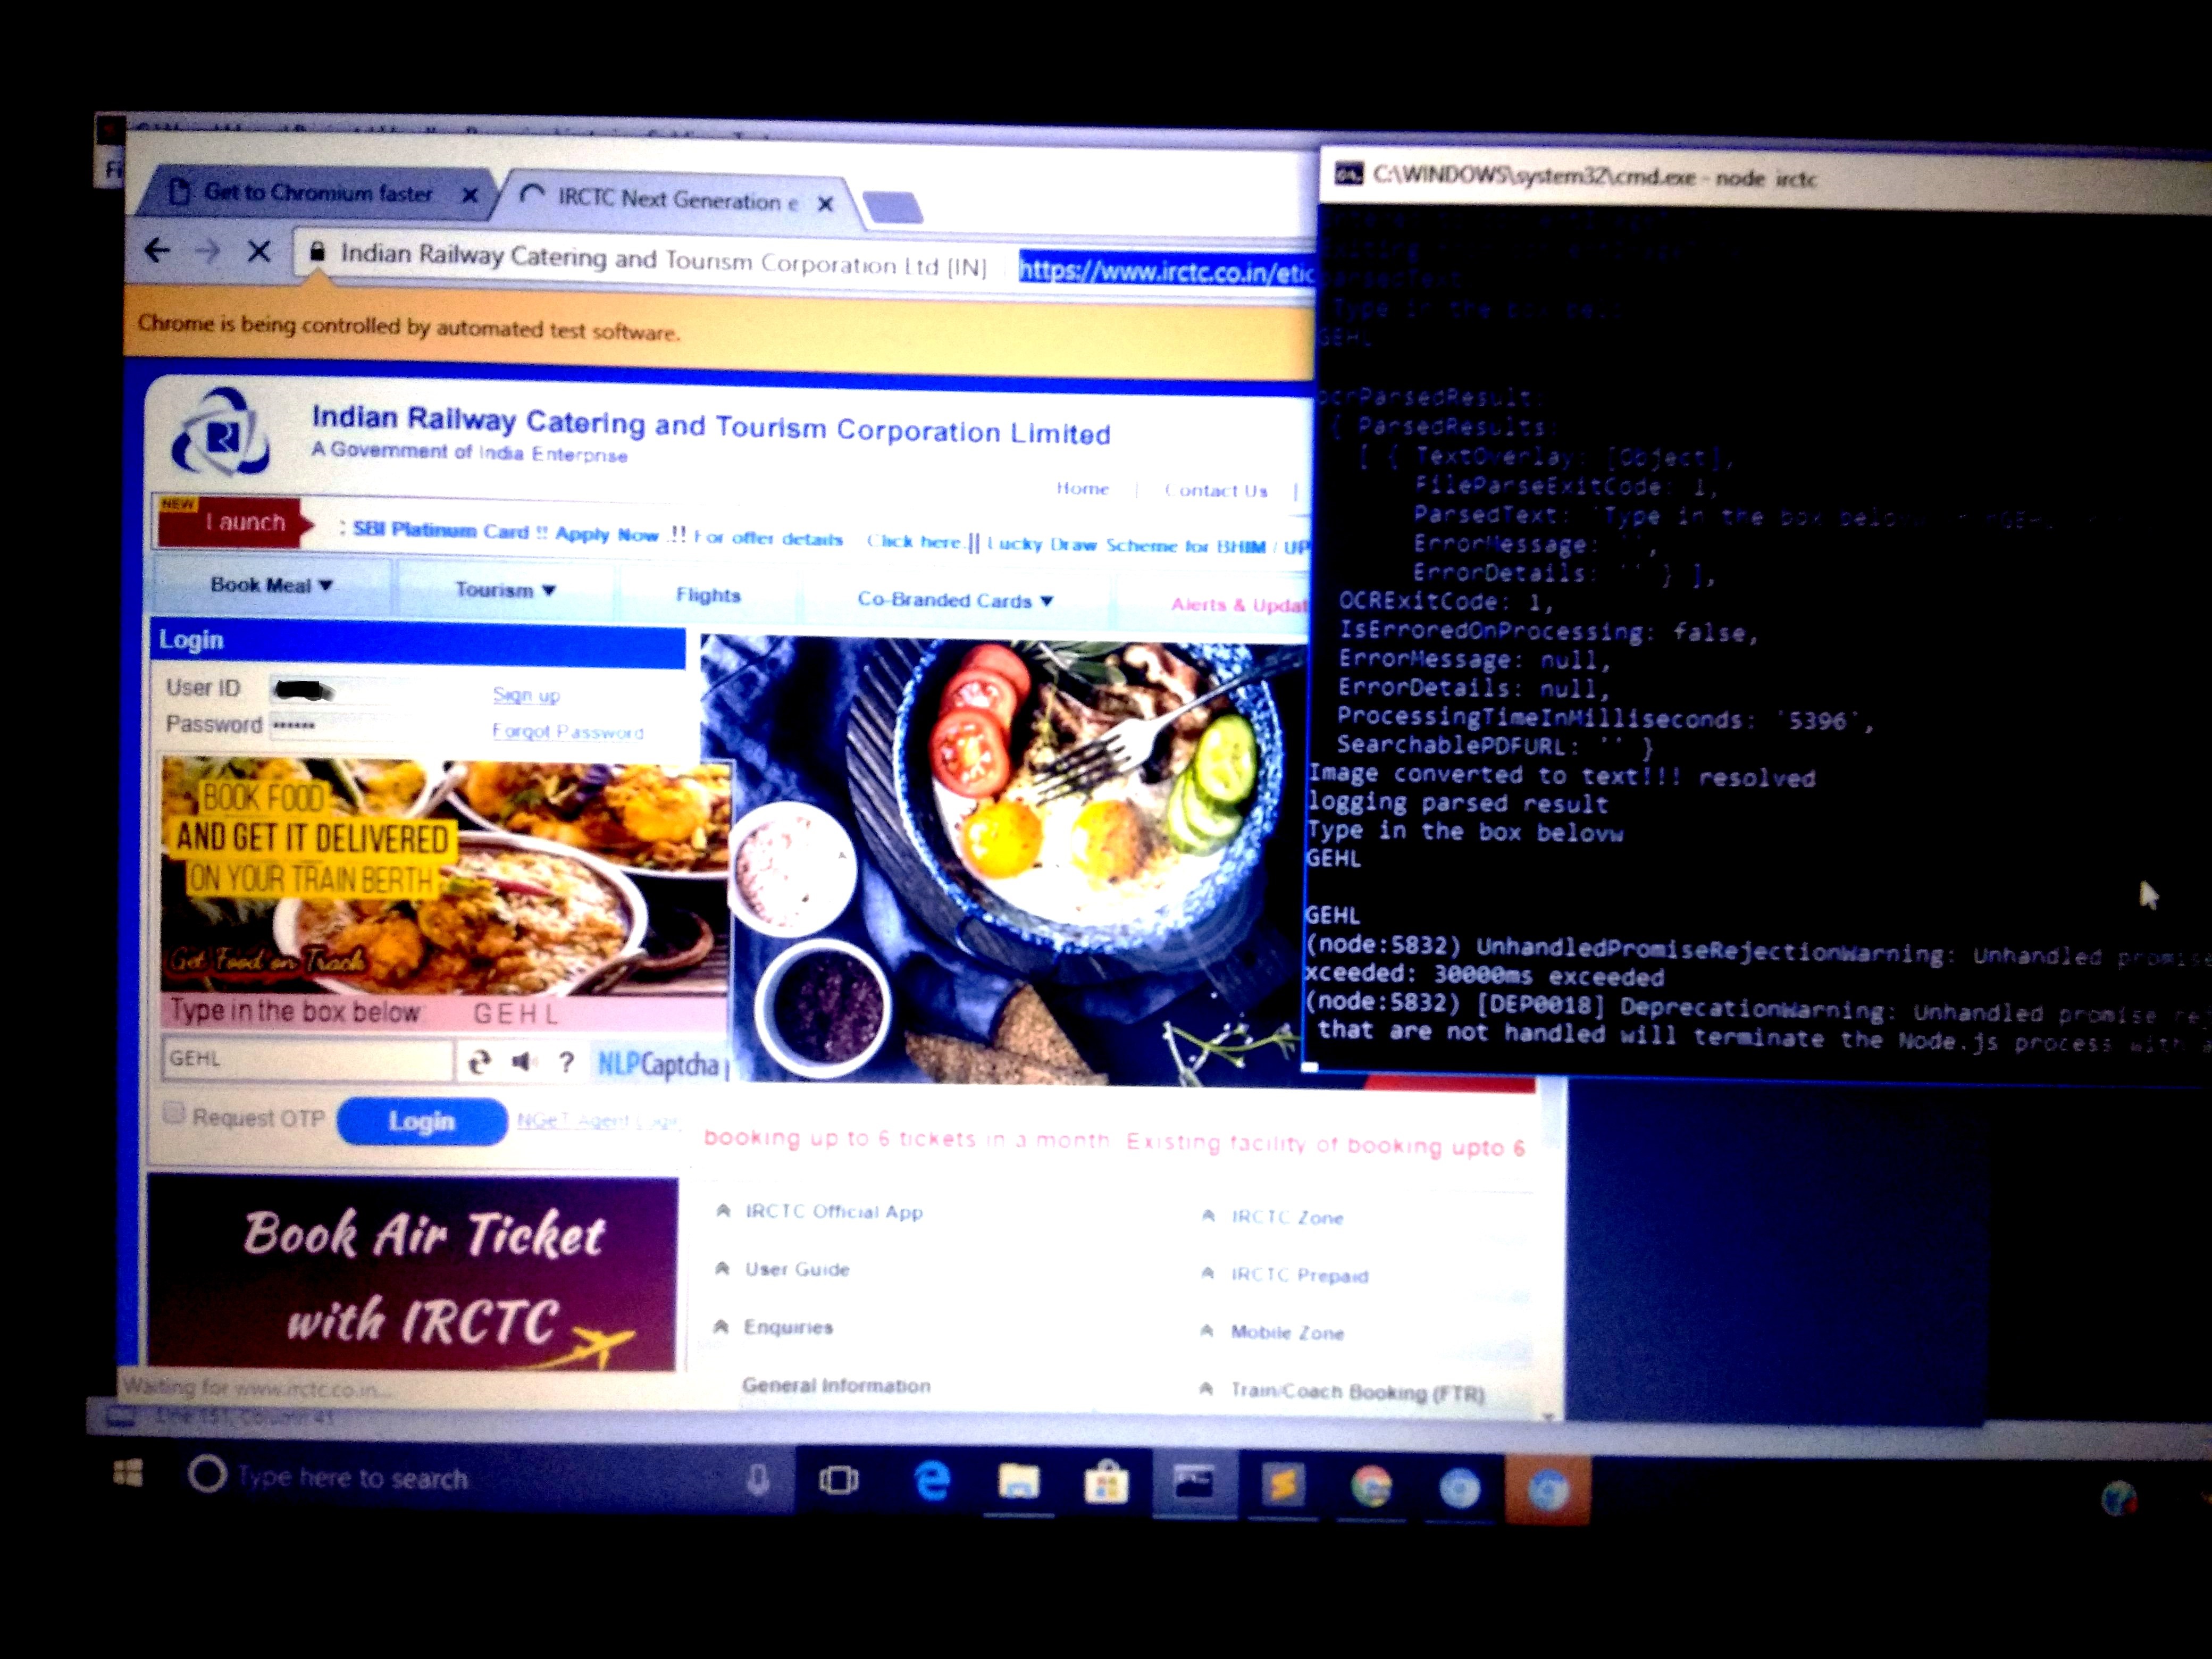 Get to Chromium faster
IRCTC Next Generation e
Indian Railway Catering and Tourism Corporation Ltd [IN]
https://www.irctc.co.in/etic
Chrome is being controlled by automated test software.
Indian Railway Catering and Tourism Corporation Limited
A Government of India Enterprise
Home | Contact Us |
NEW
Launch
: SBI Platinum Card !! Apply Now .!! For offer details Click here.|| Lucky Draw Scheme for BHIM / UP
Book Meal ▼ Tourism ▼ Flights Co-Branded Cards ▼ Alerts & Updat
Login
User ID
Sign up
Password ••••••
Forgot Password
BOOK FOOD
AND GET IT DELIVERED
ON YOUR TRAIN BERTH
Get Food on Track
Type in the box below: GEHL
GEHL
? NLPCaptcha
Request OTP Login NGeT Agent
Book Air Ticket
with IRCTC
booking up to 6 tickets in a month. Existing facility of booking upto 6
IRCTC Official App
IRCTC Zone
User Guide
IRCTC Prepaid
Enquiries
Mobile Zone
General Information
Train/Coach Booking (FTR)
Waiting for www.irctc.co.in...
Line 151, Column 41
Type here to search
C:\WINDOWS\system32\cmd.exe - node irctc
parsedText
Type in the box
GEHL
ocrParsedResult:
{ ParsedResults:
[ { TextOverlay: [Object],
FileParseExitCode: 1,
ParsedText: 'Type in the box below
ErrorMessage: '',
ErrorDetails: '' } ],
OCRExitCode: 1,
IsErroredOnProcessing: false,
ErrorMessage: null,
ErrorDetails: null,
ProcessingTimeInMilliseconds: '5396',
SearchablePDFURL: '' }
Image converted to text!!! resolved
logging parsed result
Type in the box belovw
GEHL
GEHL
(node:5832) UnhandledPromiseRejectionWarning: Unhandled promise
xceeded: 30000ms exceeded
(node:5832) [DEP0018] DeprecationWarning: Unhandled promise re
that are not handled will terminate the Node.js process with a